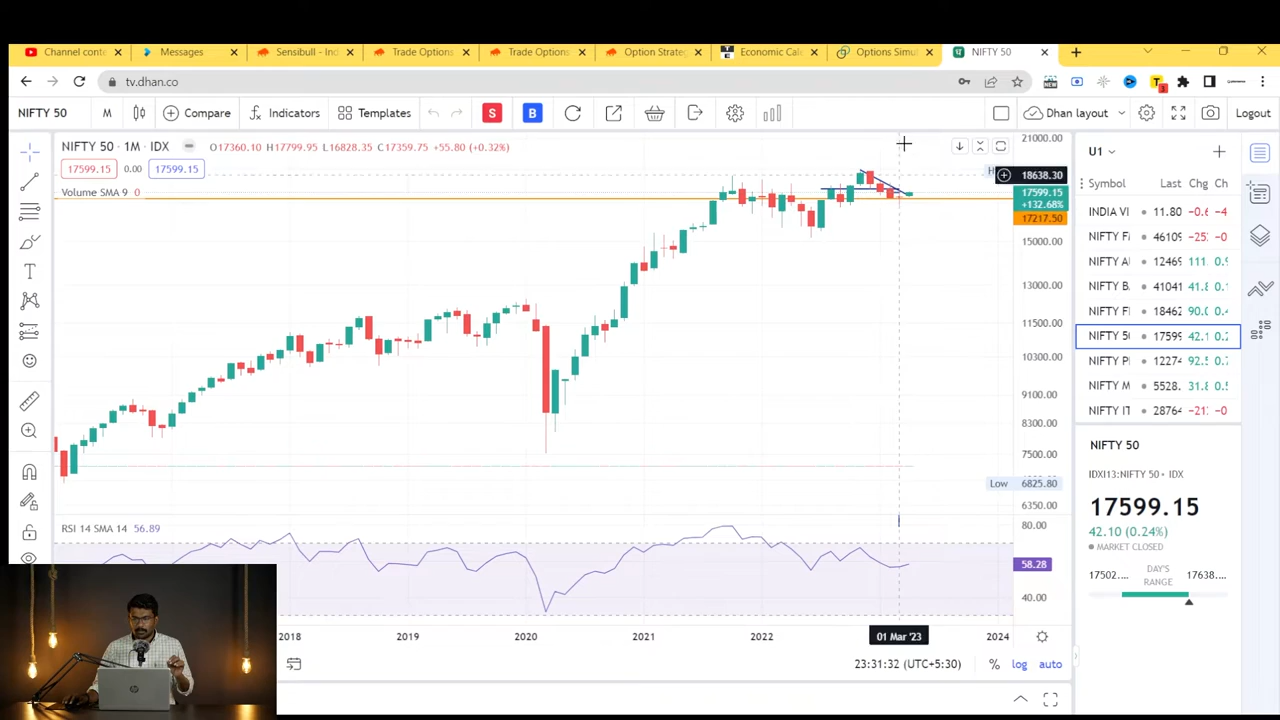 Channel conte
Messages
Sensibull - Ind
Trade Options
Trade Options
Option Strateg
Economic Cale
Options Simul
NIFTY 50
tv.dhan.co
NIFTY 50 M Compare Indicators Templates S B Dhan layout Logout
NIFTY 50 · 1M · IDX O17360.10 H17799.95 L16828.35 C17359.75 +55.80 (+0.32%)
17599.15 0.00 17599.15
Volume SMA 9 0
21000.00
18638.30
17599.15
+132.68%
17217.50
15000.00
13000.00
11500.00
10300.00
9100.00
8300.00
7500.00
Low 6825.80
6350.00
RSI 14 SMA 14 56.89
80.00
58.28
40.00
2018 2019 2020 2021 2022 01 Mar '23 2024
23:31:32 (UTC+5:30) % log auto
U1
Symbol Last Chg Ch
INDIA VI 11.80 -0.6 -4
NIFTY F 46109 -25
NIFTY A 12469 111. 0.9
NIFTY B 41041 41.8 0.1
NIFTY FI 18462 90.0 0.4
NIFTY 50 17599 42.1 0.2
NIFTY P 12274 92.5 0.7
NIFTY M 5528. 31.8 0.5
NIFTY IT 28764 -21 -0
NIFTY 50
IDXI13:NIFTY 50 • IDX
17599.15
42.10 (0.24%)
MARKET CLOSED
17502.... DAY'S RANGE 17638....